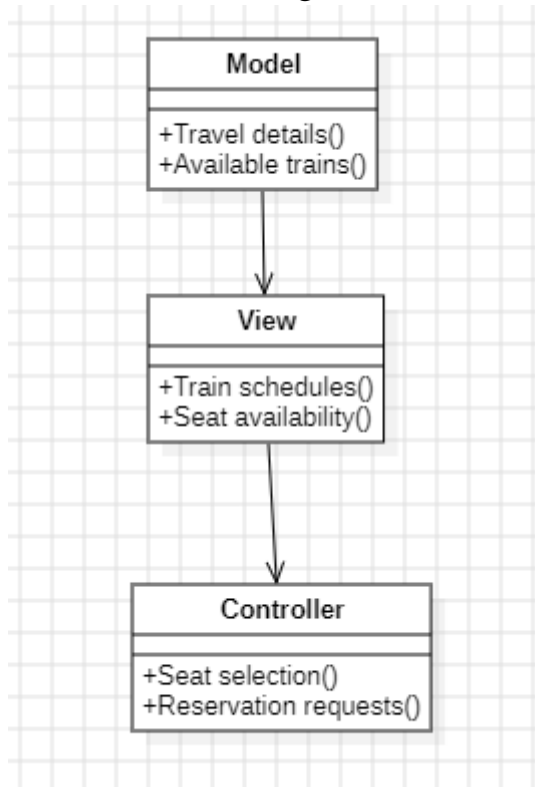 Model
+Travel details()
+Available trains()
View
+Train schedules()
+Seat availability()
Controller
+Seat selection()
+Reservation requests()